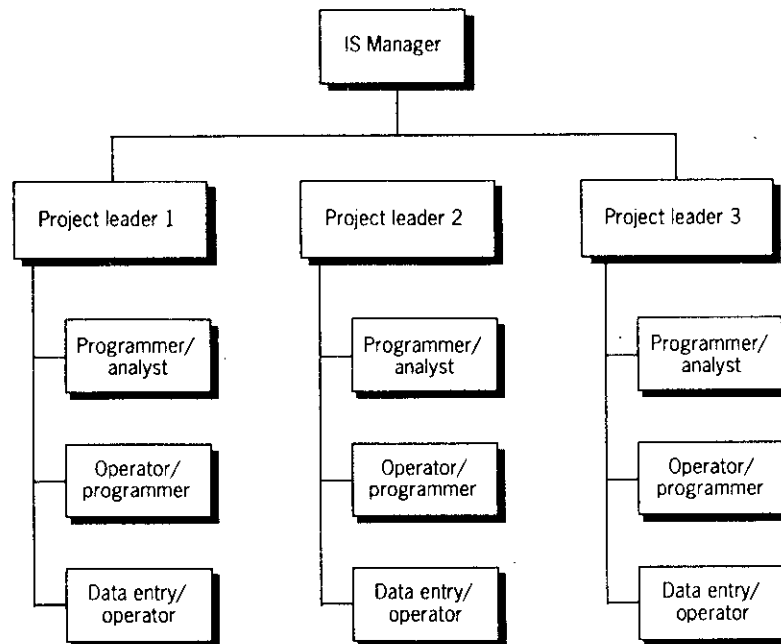 IS Manager
Project leader 1
Project leader 2
Project leader 3
Programmer/
analyst
Programmer/
analyst
Programmer/
analyst
Operator/
programmer
Operator/
programmer
Operator/
programmer
Data entry/
operator
Data entry/
operator
Data entry/
operator